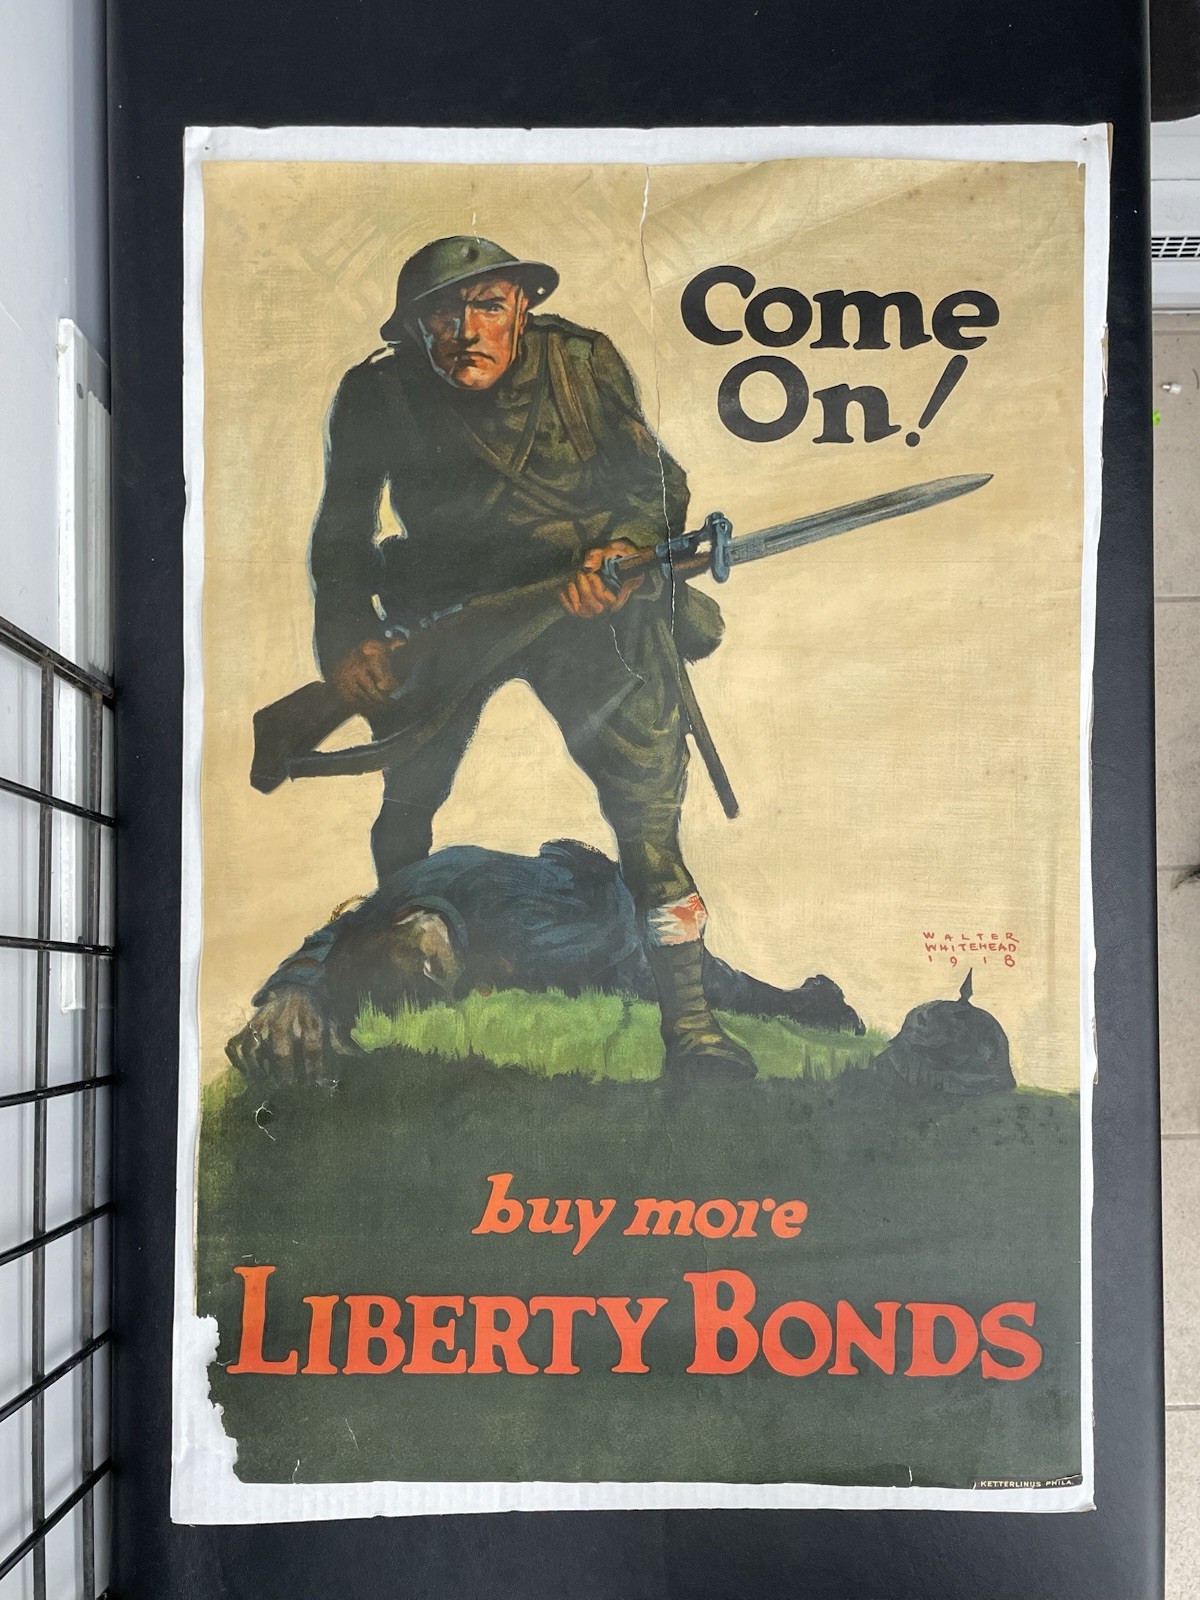 Come
On!
WALTER
WHITEHEAD
1918
buy more
LIBERTY BONDS
KETTERLINUS PHILA.